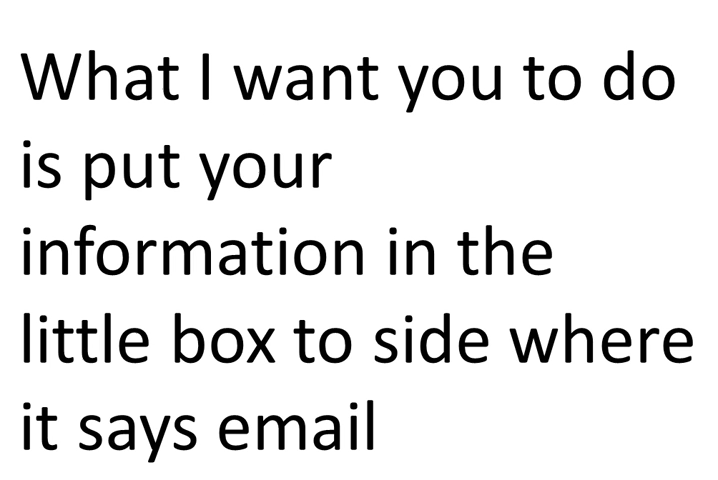 What I want you to do
is put your
information in the
little box to side where
it says email